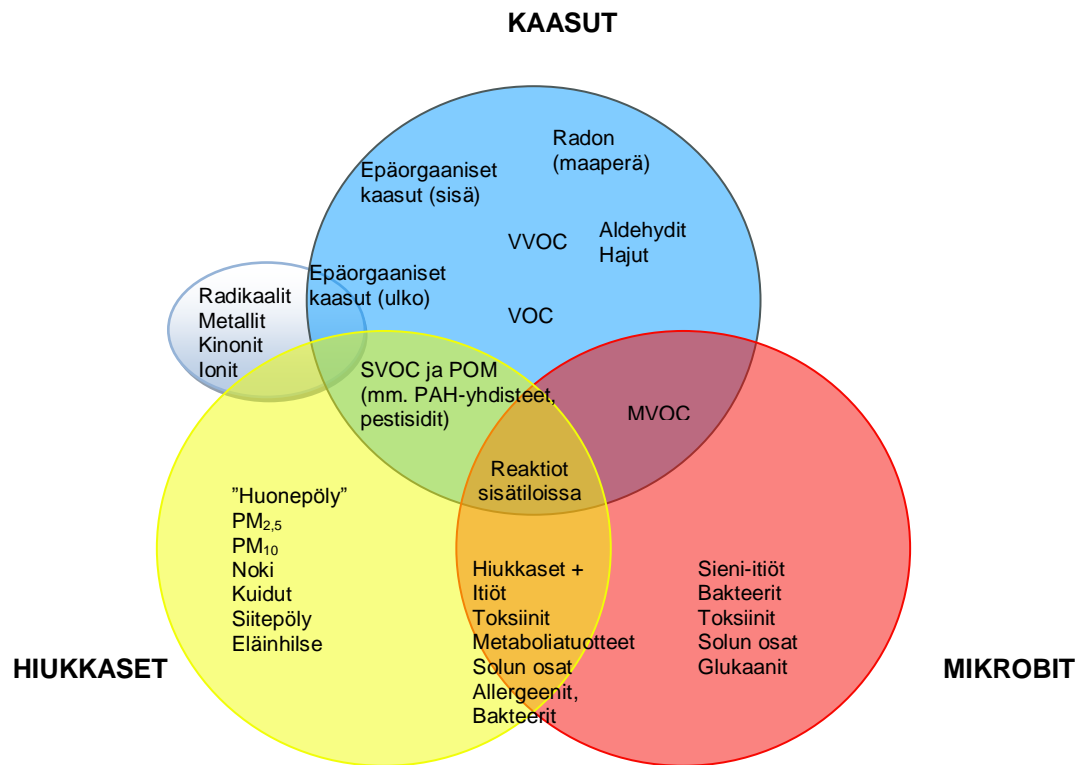 KAASUT
Radon
(maaperä)
Epäorgaaniset
kaasut (sisä)
VVOC
Aldehydit
Hajut
Epäorgaaniset
kaasut (ulko)
VOC
Radikaalit
Metallit
Kinonit
Ionit
SVOC ja POM
(mm. PAH-yhdisteet,
pestisidit)
MVOC
Reaktiot
sisätiloissa
”Huonepöly”
PM2,5
PM10
Noki
Kuidut
Siitepöly
Eläinhilse
Hiukkaset +
Itiöt
Toksiinit
Metaboliatuotteet
Solun osat
Allergeenit,
Bakteerit
Sieni-itiöt
Bakteerit
Toksiinit
Solun osat
Glukaanit
HIUKKASET
MIKROBIT